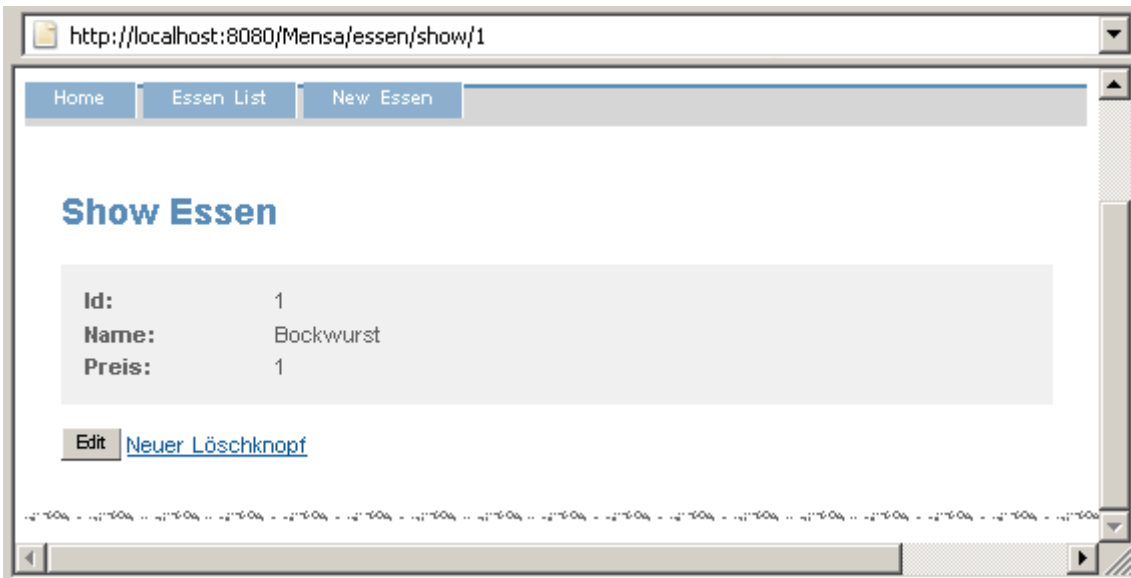 http://localhost:8080/Mensa/essen/show/1
Home Essen List New Essen
Show Essen
Id: 1
Name: Bockwurst
Preis: 1
Edit Neuer Löschknopf